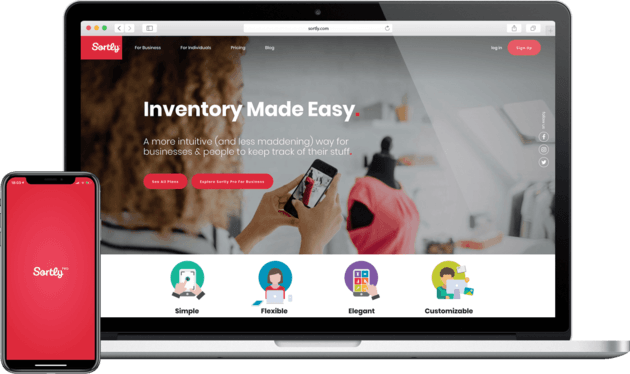 sortly.com
Sortly
For Business
For Individuals
Pricing
Blog
log in
Sign Up
Inventory Made Easy.
A more intuitive (and less maddening) way for
businesses & people to keep track of their stuff.
See All Plans
Explore Sortly Pro For Business
Simple
Flexible
Elegant
Customizable
Sortly